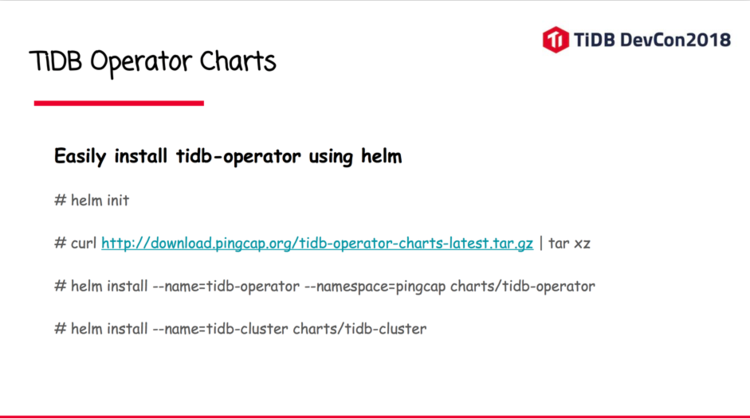 TiDB Operator Charts
TiDB DevCon2018
Easily install tidb-operator using helm
# helm init
# curl http://download.pingcap.org/tidb-operator-charts-latest.tar.gz | tar xz
# helm install --name=tidb-operator --namespace=pingcap charts/tidb-operator
# helm install --name=tidb-cluster charts/tidb-cluster